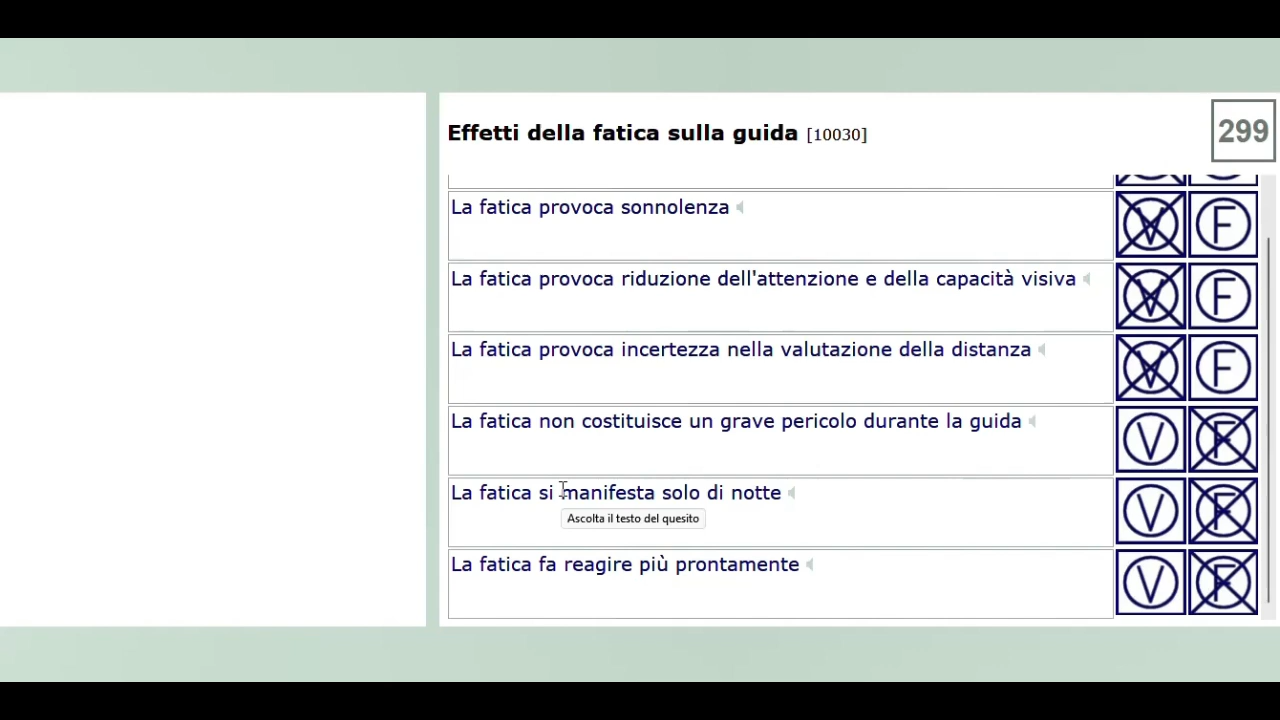 Effetti della fatica sulla guida [10030]
299
La fatica provoca sonnolenza
V F
La fatica provoca riduzione dell'attenzione e della capacità visiva
V F
La fatica provoca incertezza nella valutazione della distanza
V F
La fatica non costituisce un grave pericolo durante la guida
V F
La fatica si manifesta solo di notte
V F
Ascolta il testo del quesito
La fatica fa reagire più prontamente
V F